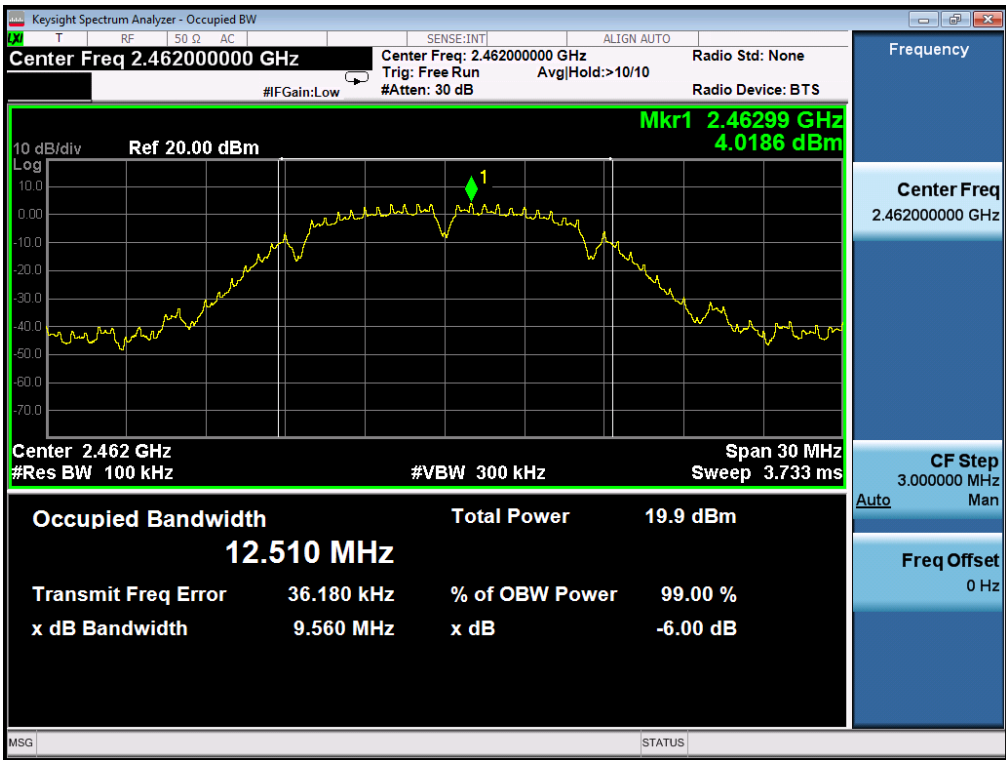 Keysight Spectrum Analyzer - Occupied BW
LXI T RF 50 Ω AC SENSE:INT ALIGN AUTO
Center Freq 2.462000000 GHz
Center Freq: 2.462000000 GHz Radio Std: None
Trig: Free Run Avg|Hold:>10/10
#IFGain:Low #Atten: 30 dB Radio Device: BTS
Mkr1 2.46299 GHz
4.0186 dBm
10 dB/div Ref 20.00 dBm
Log
10.0
0.00
-10.0
-20.0
-30.0
-40.0
-50.0
-60.0
-70.0
1
Center 2.462 GHz Span 30 MHz
#Res BW 100 kHz #VBW 300 kHz Sweep 3.733 ms
Occupied Bandwidth Total Power 19.9 dBm
12.510 MHz
Transmit Freq Error 36.180 kHz % of OBW Power 99.00 %
x dB Bandwidth 9.560 MHz x dB -6.00 dB
MSG STATUS
Frequency
Center Freq
2.462000000 GHz
CF Step
3.000000 MHz
Auto Man
Freq Offset
0 Hz